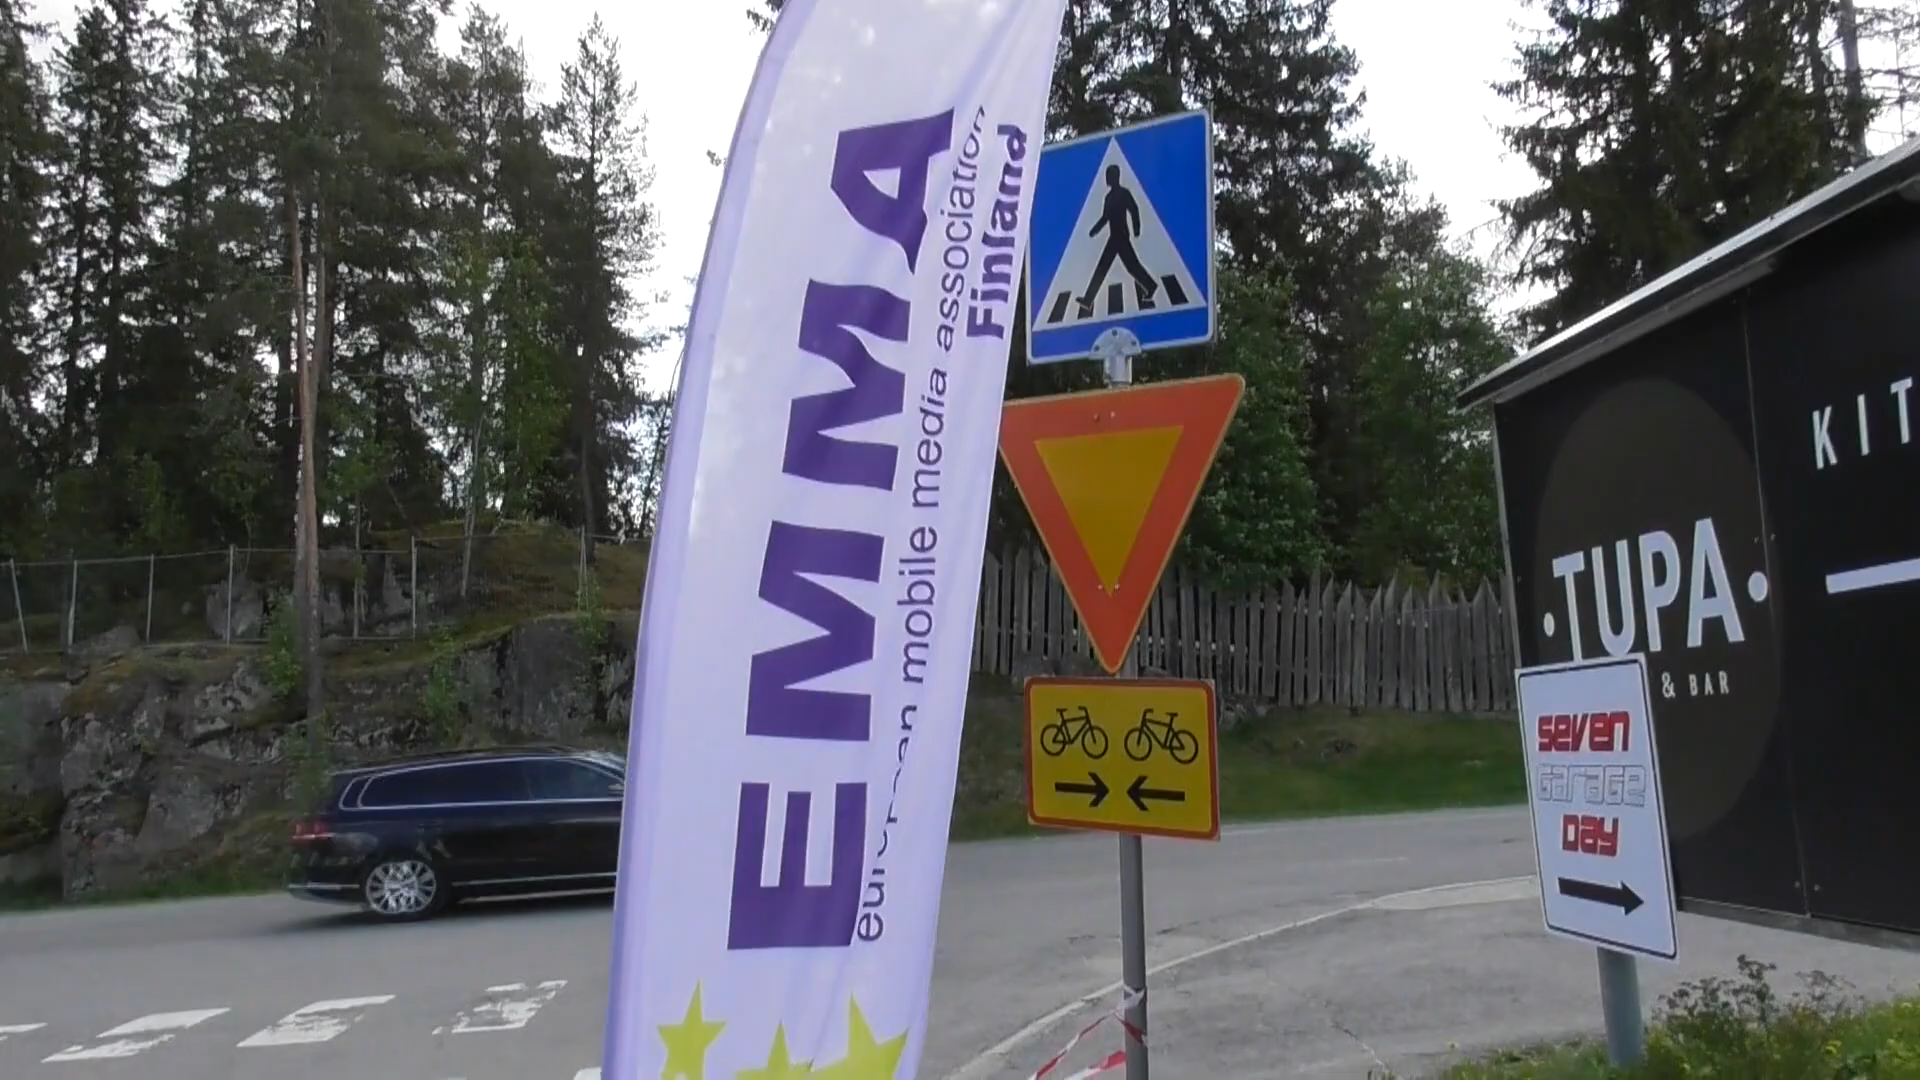 EMMA
european mobile media association
Finland
KIT
·TUPA·
& BAR
SEVEN
GARAGE
DAY